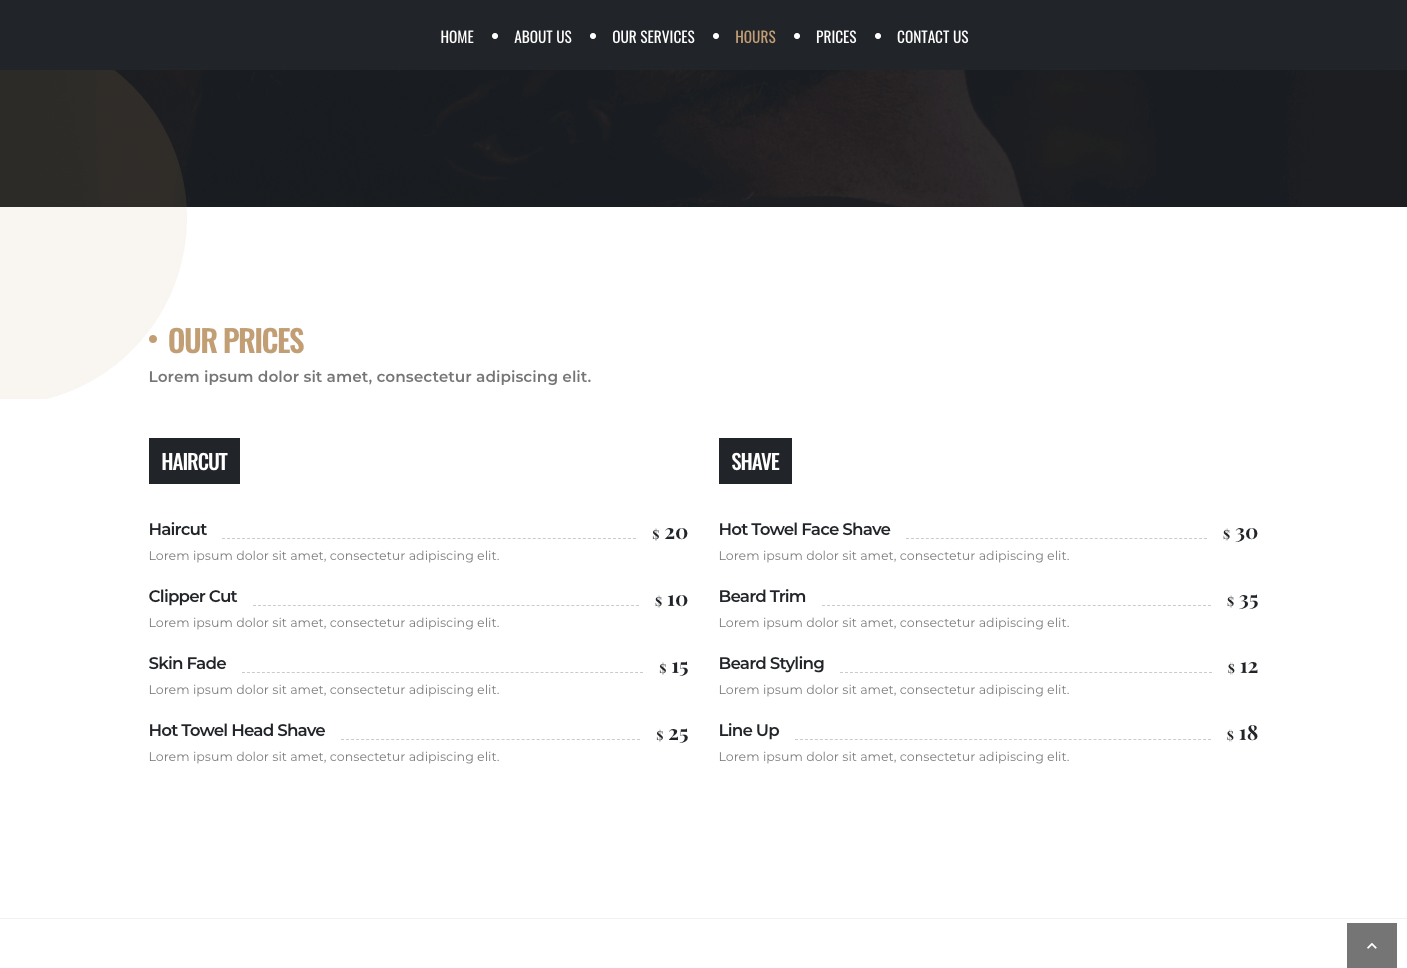 HOME • ABOUT US • OUR SERVICES • HOURS • PRICES • CONTACT US
• OUR PRICES
Lorem ipsum dolor sit amet, consectetur adipiscing elit.
HAIRCUT
Haircut $ 20
Lorem ipsum dolor sit amet, consectetur adipiscing elit.
Clipper Cut $ 10
Lorem ipsum dolor sit amet, consectetur adipiscing elit.
Skin Fade $ 15
Lorem ipsum dolor sit amet, consectetur adipiscing elit.
Hot Towel Head Shave $ 25
Lorem ipsum dolor sit amet, consectetur adipiscing elit.
SHAVE
Hot Towel Face Shave $ 30
Lorem ipsum dolor sit amet, consectetur adipiscing elit.
Beard Trim $ 35
Lorem ipsum dolor sit amet, consectetur adipiscing elit.
Beard Styling $ 12
Lorem ipsum dolor sit amet, consectetur adipiscing elit.
Line Up $ 18
Lorem ipsum dolor sit amet, consectetur adipiscing elit.